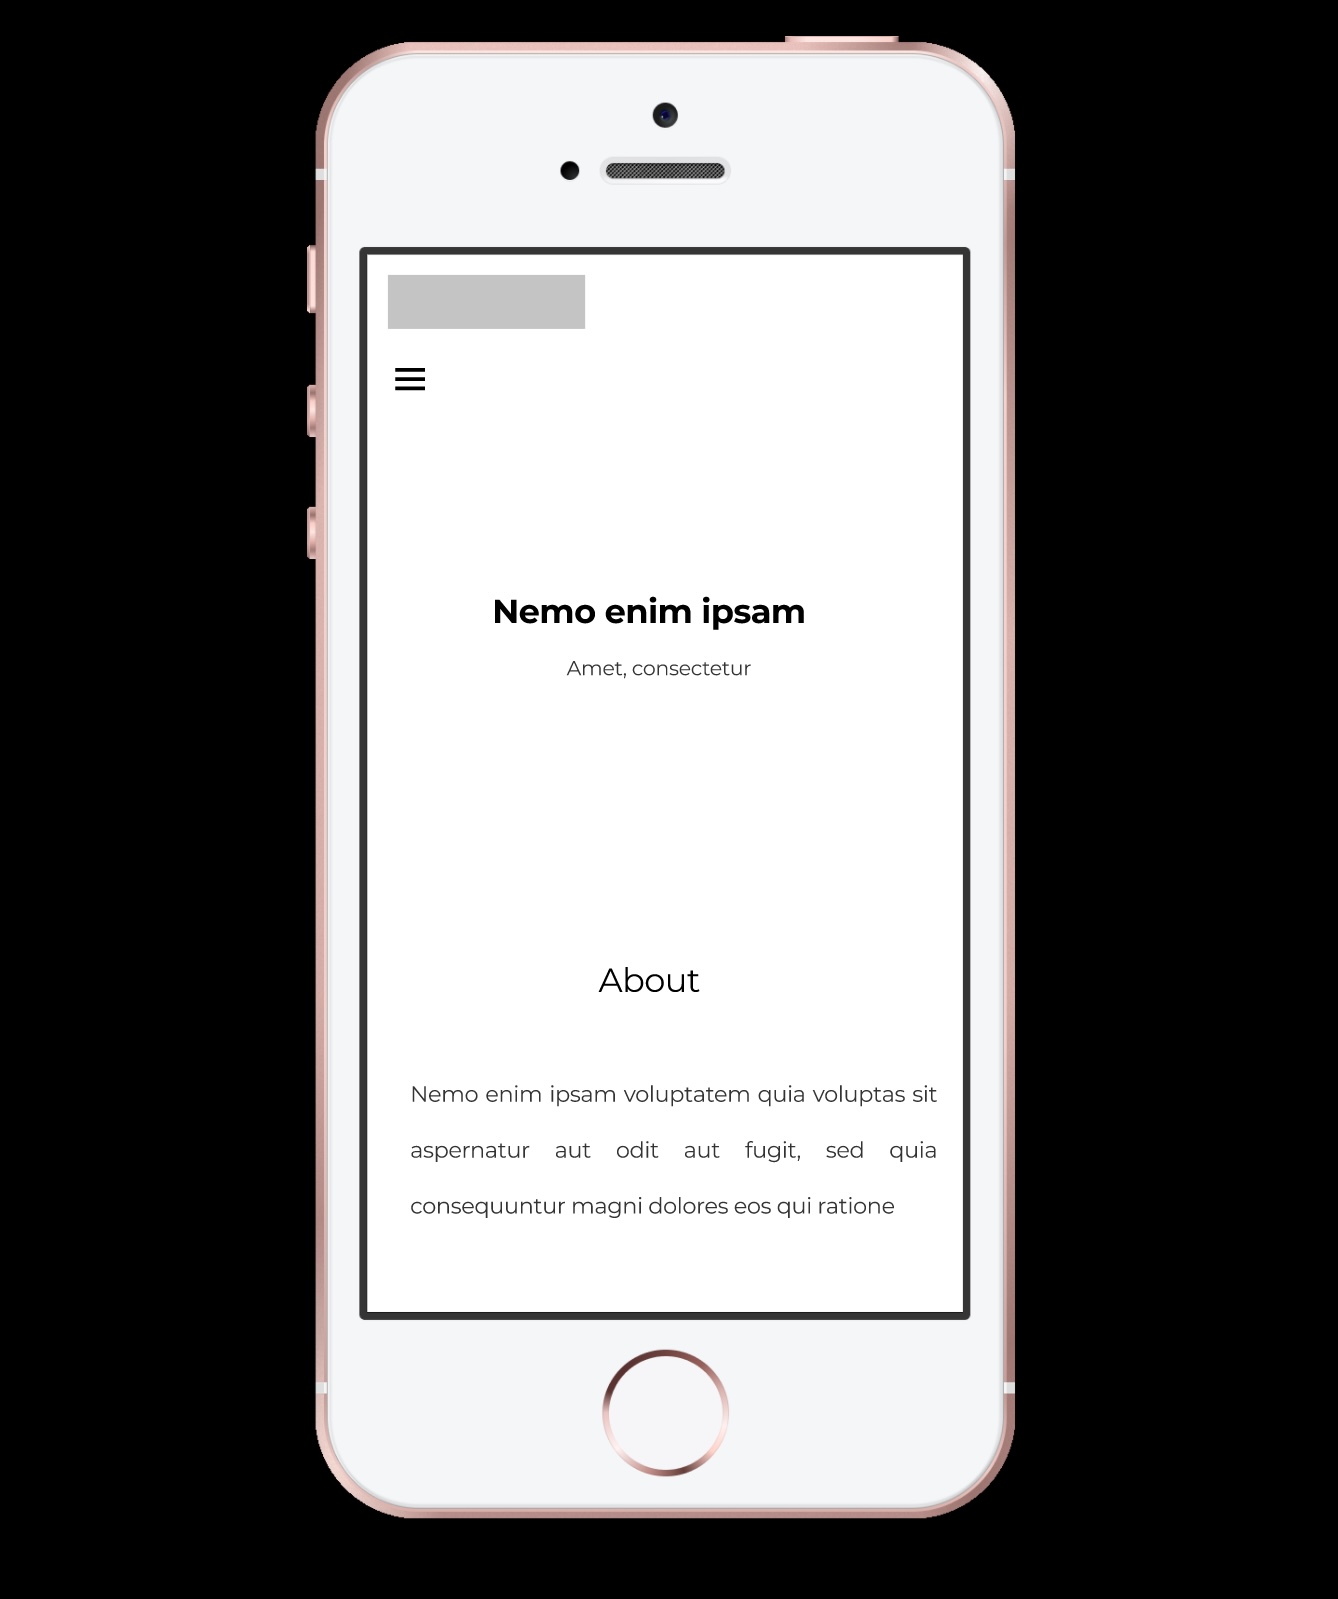 Nemo enim ipsam
Amet, consectetur
About
Nemo enim ipsam voluptatem quia voluptas sit
aspernatur aut odit aut fugit, sed quia
consequuntur magni dolores eos qui ratione